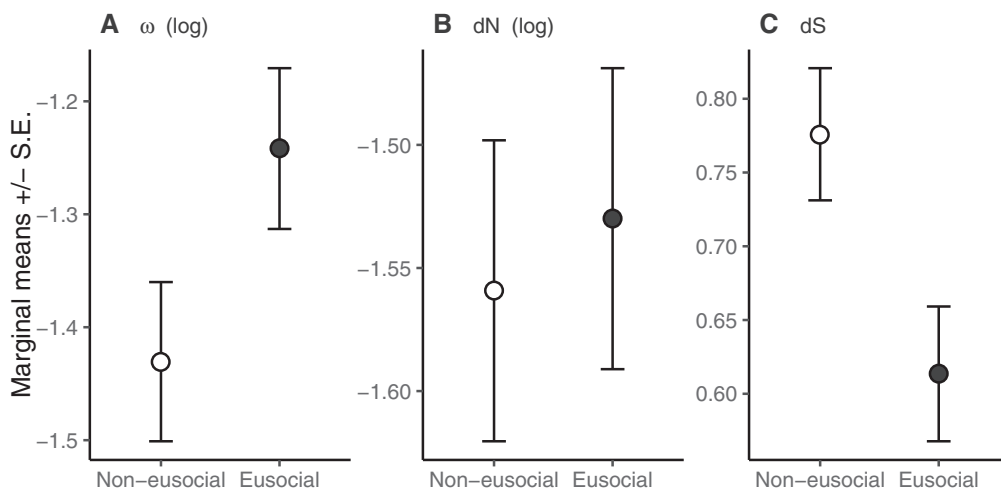 A ω (log)
B dN (log)
C dS
Marginal means +/− S.E.
−1.2
−1.3
−1.4
−1.5
Non−eusocial Eusocial
−1.50
−1.55
−1.60
Non−eusocial Eusocial
0.80
0.75
0.70
0.65
0.60
Non−eusocial Eusocial